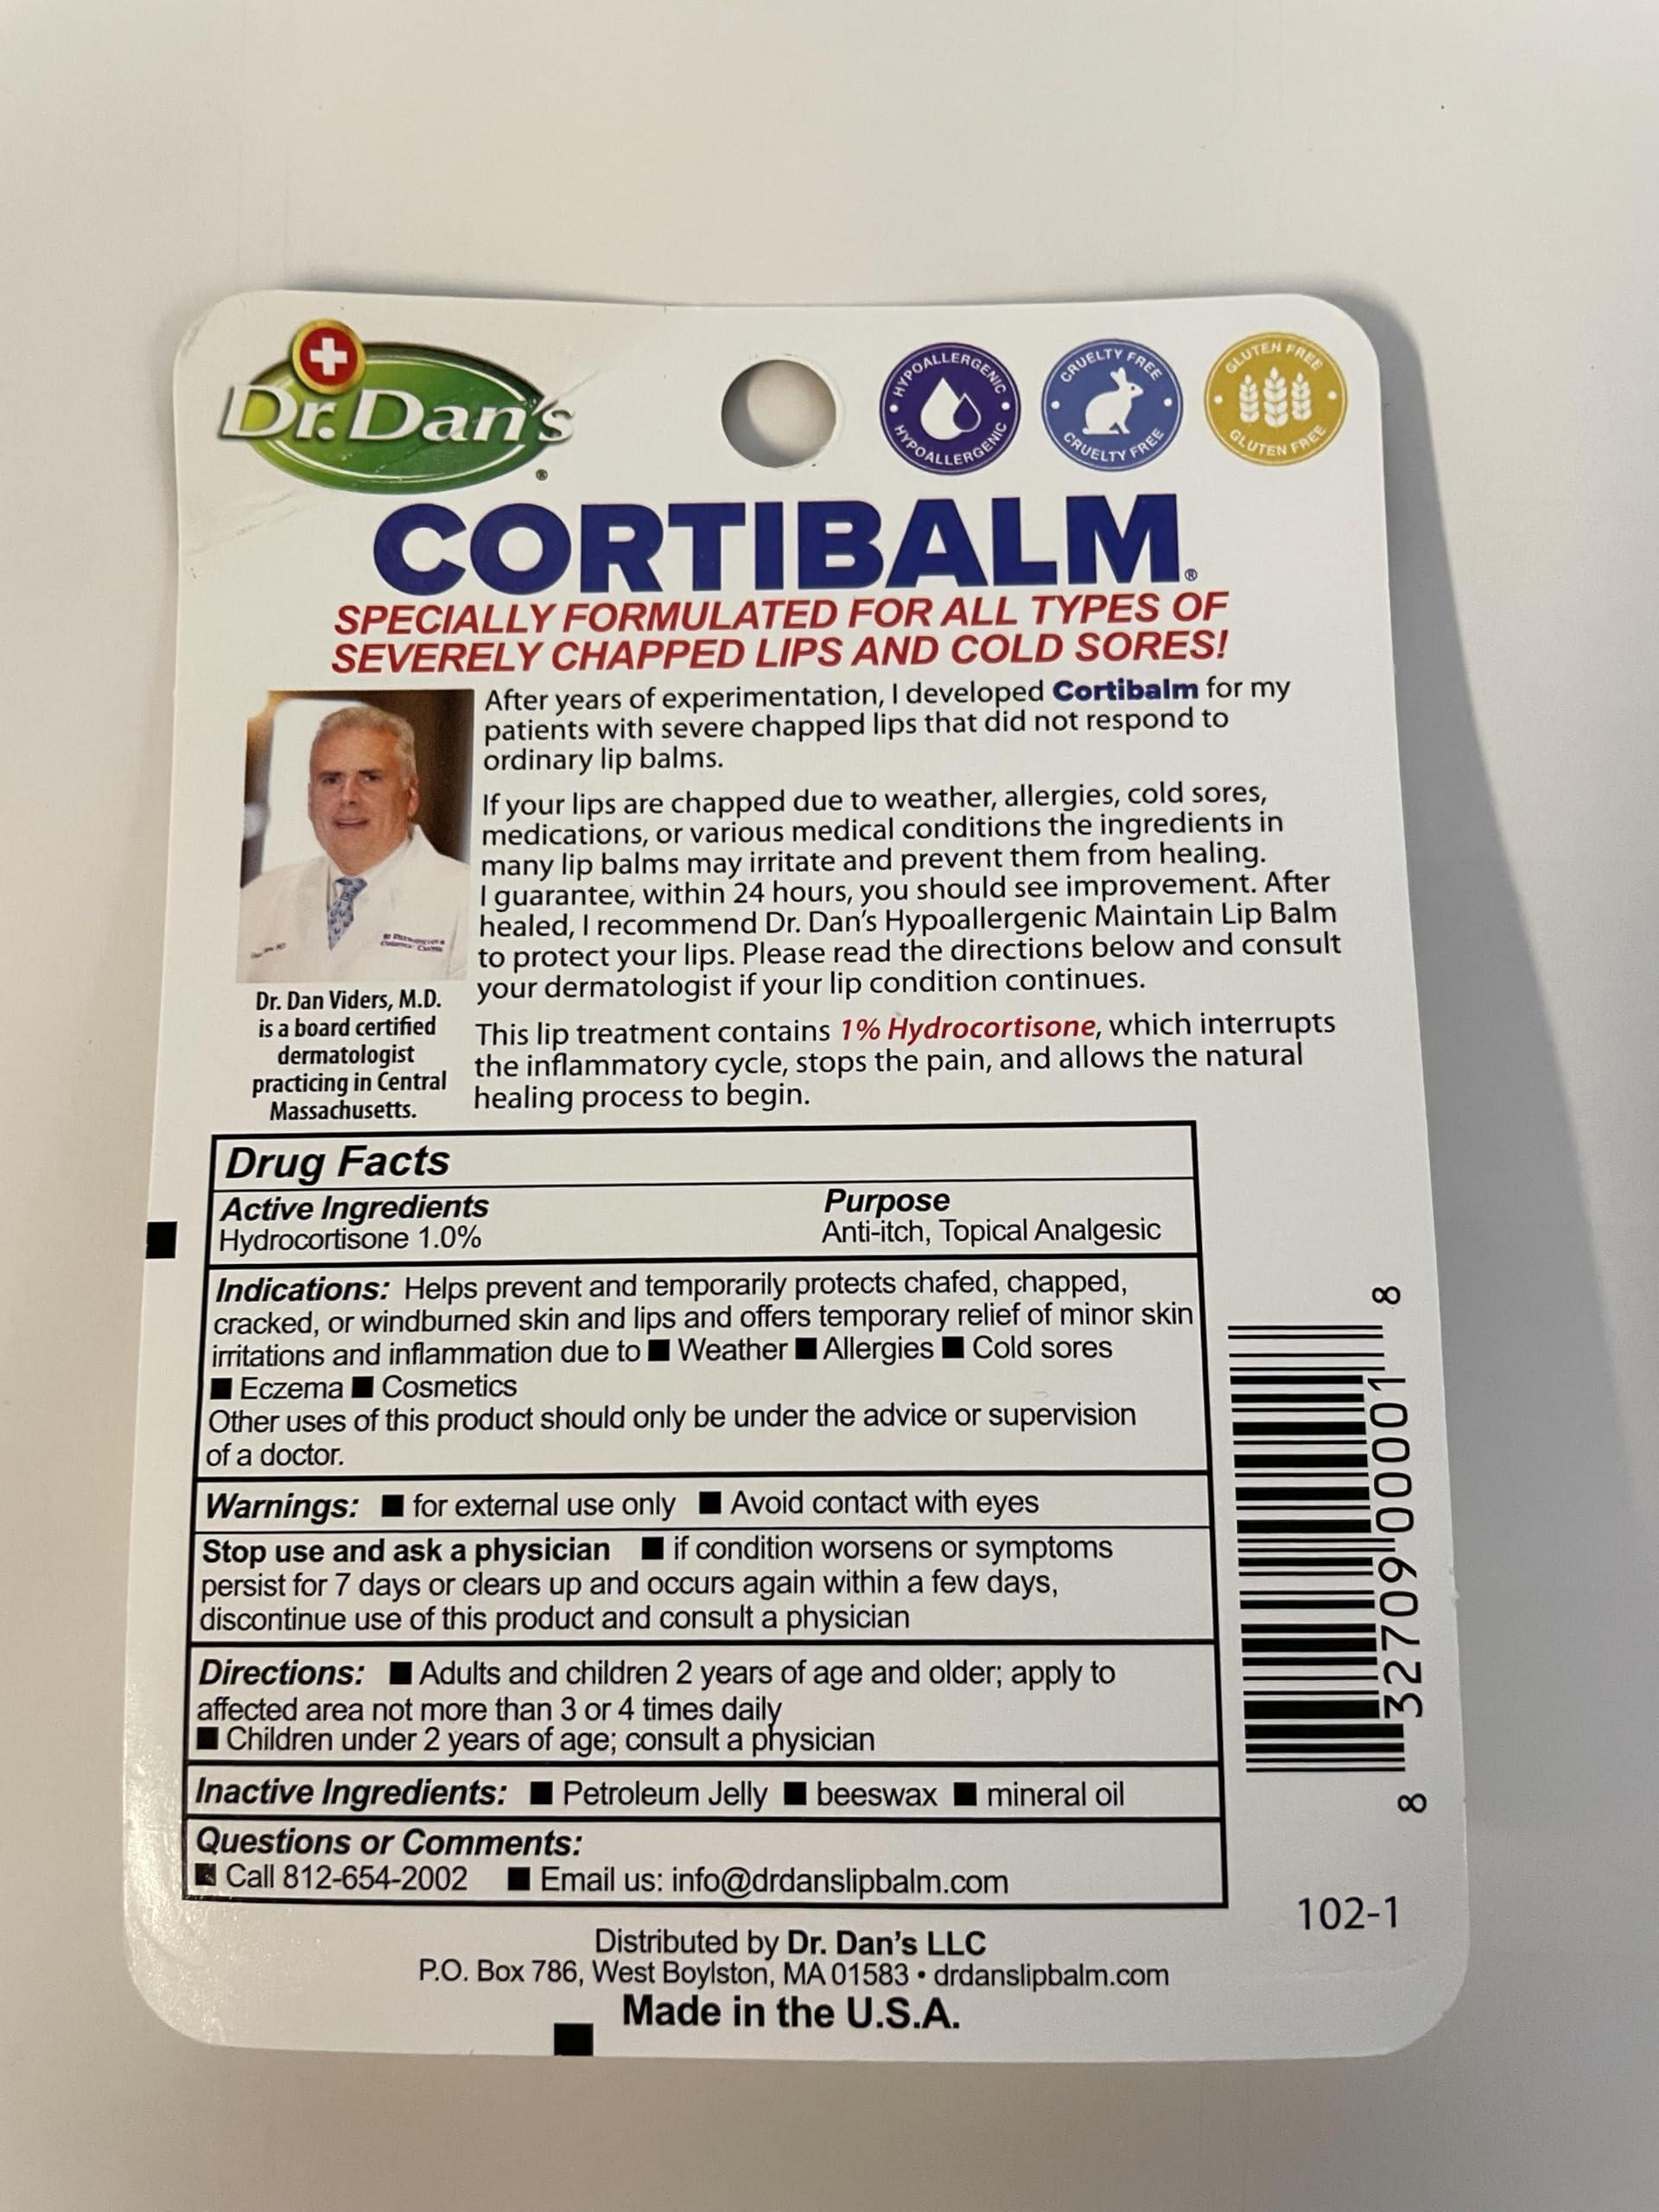 Dr. Dan's
®
HYPOALLERGENIC
HYPOALLERGENIC
CRUELTY FREE
CRUELTY FREE
GLUTEN FREE
GLUTEN FREE
CORTIBALM®
SPECIALLY FORMULATED FOR ALL TYPES OF
SEVERELY CHAPPED LIPS AND COLD SORES!
After years of experimentation, I developed Cortibalm for my
patients with severe chapped lips that did not respond to
ordinary lip balms.
If your lips are chapped due to weather, allergies, cold sores,
medications, or various medical conditions the ingredients in
many lip balms may irritate and prevent them from healing.
I guarantee, within 24 hours, you should see improvement. After
healed, I recommend Dr. Dan's Hypoallergenic Maintain Lip Balm
to protect your lips. Please read the directions below and consult
your dermatologist if your lip condition continues.
This lip treatment contains 1% Hydrocortisone, which interrupts
the inflammatory cycle, stops the pain, and allows the natural
healing process to begin.
Dr. Dan Viders, M.D.
is a board certified
dermatologist
practicing in Central
Massachusetts.
Drug Facts
Active Ingredients Purpose
Hydrocortisone 1.0% Anti-itch, Topical Analgesic
Indications: Helps prevent and temporarily protects chafed, chapped,
cracked, or windburned skin and lips and offers temporary relief of minor skin
irritations and inflammation due to ■ Weather ■ Allergies ■ Cold sores
■ Eczema ■ Cosmetics
Other uses of this product should only be under the advice or supervision
of a doctor.
Warnings: ■ for external use only ■ Avoid contact with eyes
Stop use and ask a physician ■ if condition worsens or symptoms
persist for 7 days or clears up and occurs again within a few days,
discontinue use of this product and consult a physician
Directions: ■ Adults and children 2 years of age and older; apply to
affected area not more than 3 or 4 times daily
■ Children under 2 years of age; consult a physician
Inactive Ingredients: ■ Petroleum Jelly ■ beeswax ■ mineral oil
Questions or Comments:
■ Call 812-654-2002 ■ Email us: info@drdanslipbalm.com
8 32709 00001 8
102-1
Distributed by Dr. Dan's LLC
P.O. Box 786, West Boylston, MA 01583 • drdanslipbalm.com
Made in the U.S.A.